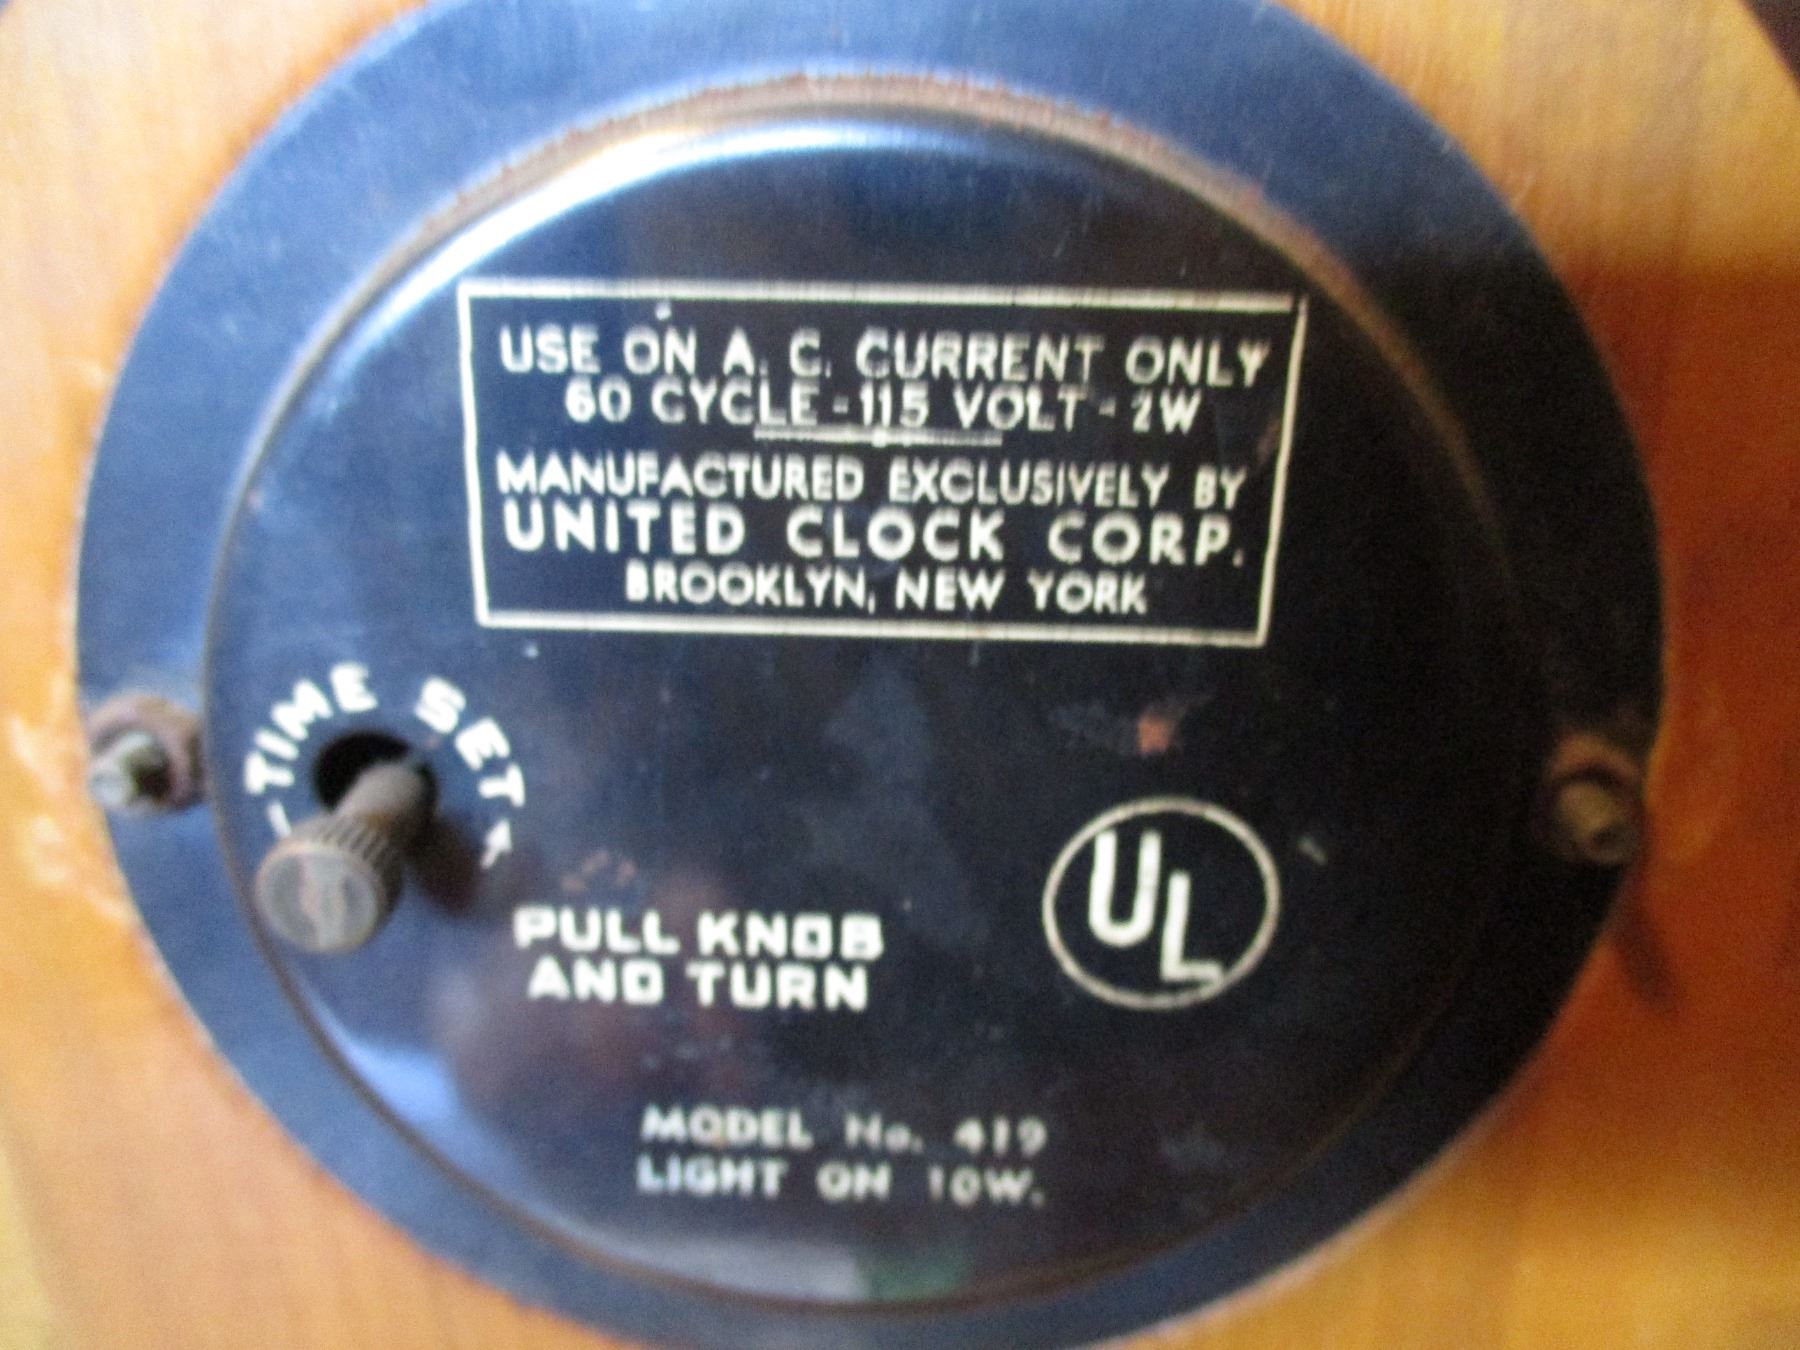 USE ON A. C. CURRENT ONLY
60 CYCLE - 115 VOLT - 2W
MANUFACTURED EXCLUSIVELY BY
UNITED CLOCK CORP.
BROOKLYN, NEW YORK
TIME SET
PULL KNOB
AND TURN
UL
MODEL No. 419
LIGHT ON 10W.